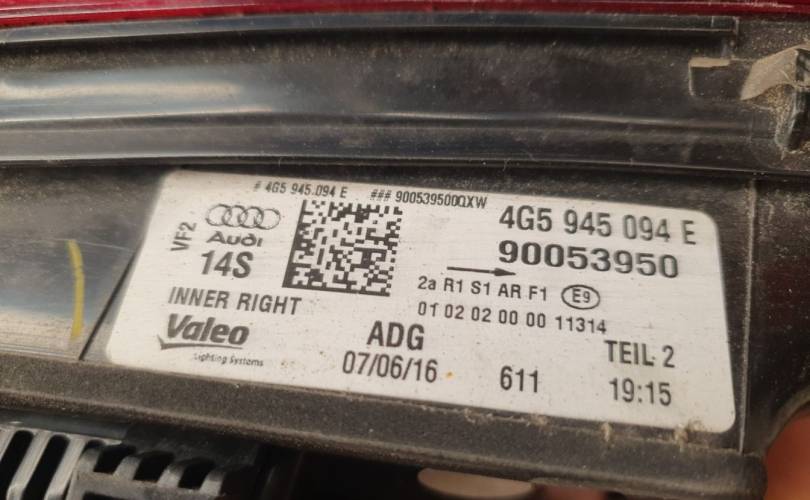 # 4G5 945.094 E ### 900539500QXW
VF2
Audi
14S
4G5 945 094 E
90053950
2a R1 S1 AR F1 E9
01 02 02 00 00 11314
INNER RIGHT
Valeo
Lighting Systems
ADG
07/06/16
611
TEIL 2
19:15